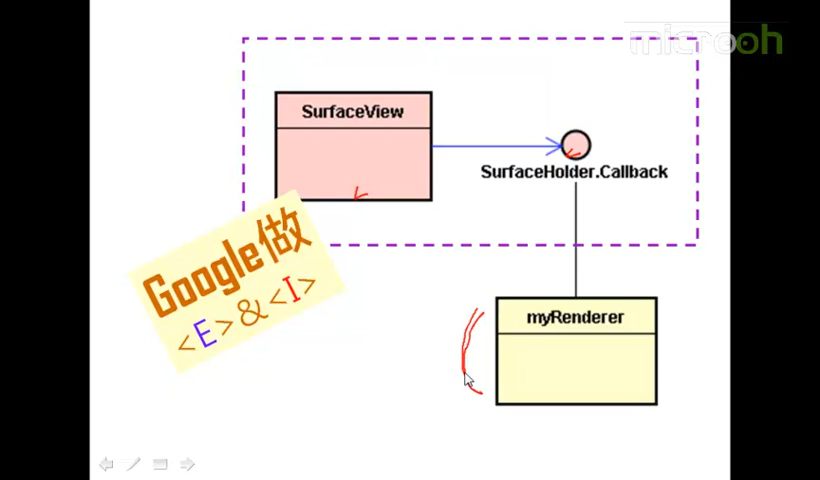 microoh
SurfaceView
SurfaceHolder.Callback
Google做
<E>&<I>
myRenderer